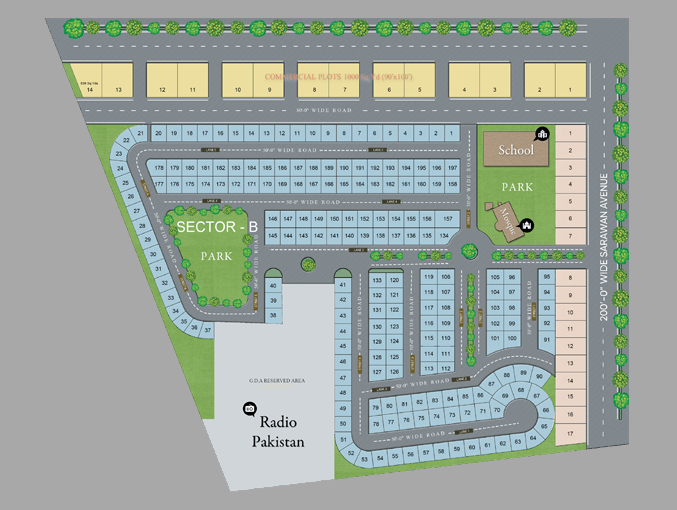 COMMERCIAL PLOTS 1000 Sq.Yd (90'x100')
14 13 12 11 10 9 8 7 6 5 4 3 2 1
WIDE ROAD
22 21 20 19 18 17 16 15 14 13 12 11 10 9 8 7 6 5 4 3 2 1
School
1
2
3
4
5
6
7
WIDE ROAD
23
24
25
26
27
28
29
30
31
32
33
34
35
36
37
178 179 180 181 182 183 184 185 186 187 188 189 190 191 192 193 194 195 196 197
177 176 175 174 173 172 171 170 169 168 167 166 165 164 163 162 161 160 159 158
PARK
WIDE ROAD
Mosque
SECTOR - B
PARK
146 147 148 149 150 151 152 153 154 155 156 157
145 144 143 142 141 140 139 138 137 136 135 134
200'-0" WIDE SARAWAN AVENUE
40
39
38
41
42
43
44
45
46
47
48
49
50
51
133 120
132 121
131 122
130 123
129 124
128 125
127 126
119 106
118 107
117 108
116 109
115 110
114 111
113 112
105 96
104 97
103 98
102 99
101 100
95
94
93
92
91
8
9
10
11
12
13
14
15
16
17
G D A RESERVED AREA
Radio
Pakistan
WIDE ROAD
87 88 89 90
79 80 81 82 83 84 85 86
78 77 76 75 74 73 72 71 70
WIDE ROAD
52 53 54 55 56 57 58 59 60 61 62 63 64 65 66 67 68 69